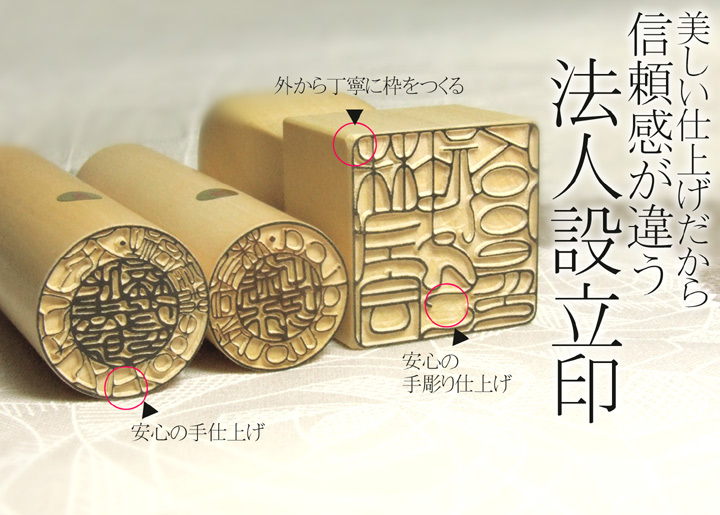 美しい仕上げだから
信頼感が違う
法人設立印
外から丁寧に枠をつくる
安心の
手彫り仕上げ
安心の手仕上げ